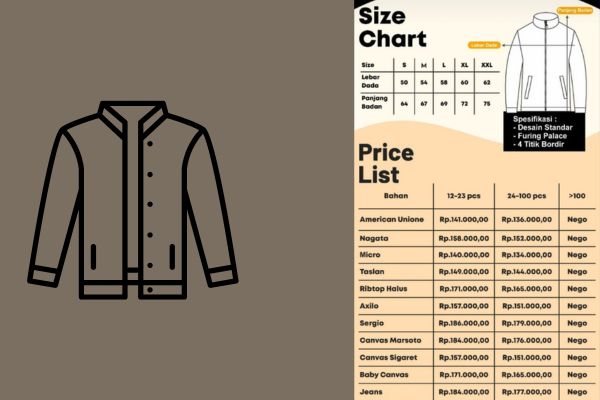 Size
Chart
Panjang Badan
Lebar Dada
Size S M L XL XXL
Lebar Dada 50 54 58 60 62
Panjang Badan 64 67 69 72 75
Spesifikasi :
- Desain Standar
- Furing Palace
- 4 Titik Bordir
Price
List
Bahan 12-23 pcs 24-100 pcs >100
American Unione Rp.141.000,00 Rp.136.000,00 Nego
Nagata Rp.158.000,00 Rp.152.000,00 Nego
Micro Rp.140.000,00 Rp.134.000,00 Nego
Taslan Rp.149.000,00 Rp.144.000,00 Nego
Ribtop Halus Rp.171.000,00 Rp.165.000,00 Nego
Axilo Rp.157.000,00 Rp.151.000,00 Nego
Sergio Rp.186.000,00 Rp.179.000,00 Nego
Canvas Marsoto Rp.184.000,00 Rp.176.000,00 Nego
Canvas Sigaret Rp.157.000,00 Rp.151.000,00 Nego
Baby Canvas Rp.171.000,00 Rp.165.000,00 Nego
Jeans Rp.184.000,00 Rp.177.000,00 Nego